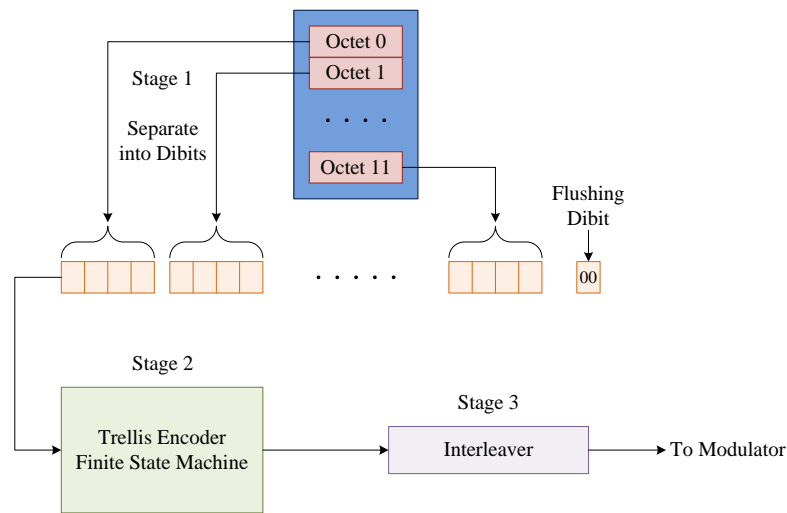 Octet 0
Octet 1
. . . .
Octet 11
Stage 1
Separate
into Dibits
Flushing
Dibit
. . . . .
00
Stage 2
Trellis Encoder
Finite State Machine
Stage 3
Interleaver
To Modulator